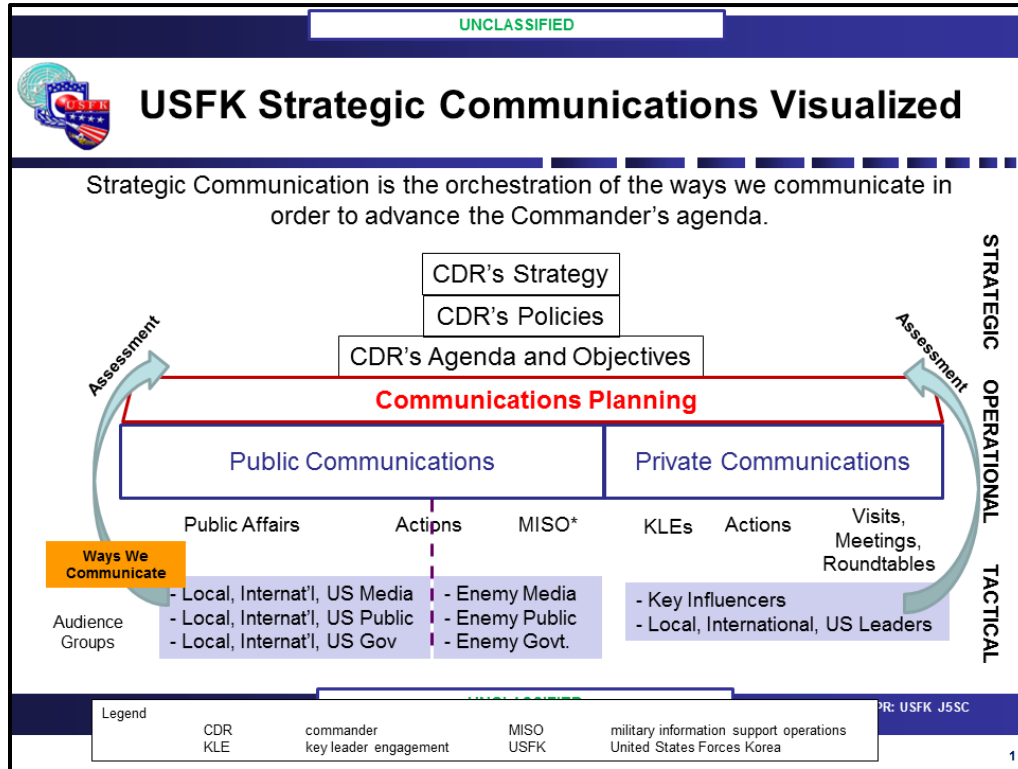 UNCLASSIFIED
USFK
USFK Strategic Communications Visualized
Strategic Communication is the orchestration of the ways we communicate in
order to advance the Commander's agenda.
STRATEGIC
OPERATIONAL
TACTICAL
CDR's Strategy
CDR's Policies
CDR's Agenda and Objectives
Assessment
Assessment
Communications Planning
Public Communications
Private Communications
Public Affairs
Actions
MISO*
KLEs
Actions
Visits,
Meetings,
Roundtables
Ways We
Communicate
Audience
Groups
- Local, Internat'l, US Media
- Local, Internat'l, US Public
- Local, Internat'l, US Gov
- Enemy Media
- Enemy Public
- Enemy Govt.
- Key Influencers
- Local, International, US Leaders
UNCLASSIFIED
PR: USFK J5SC
Legend
CDR commander MISO military information support operations
KLE key leader engagement USFK United States Forces Korea
1